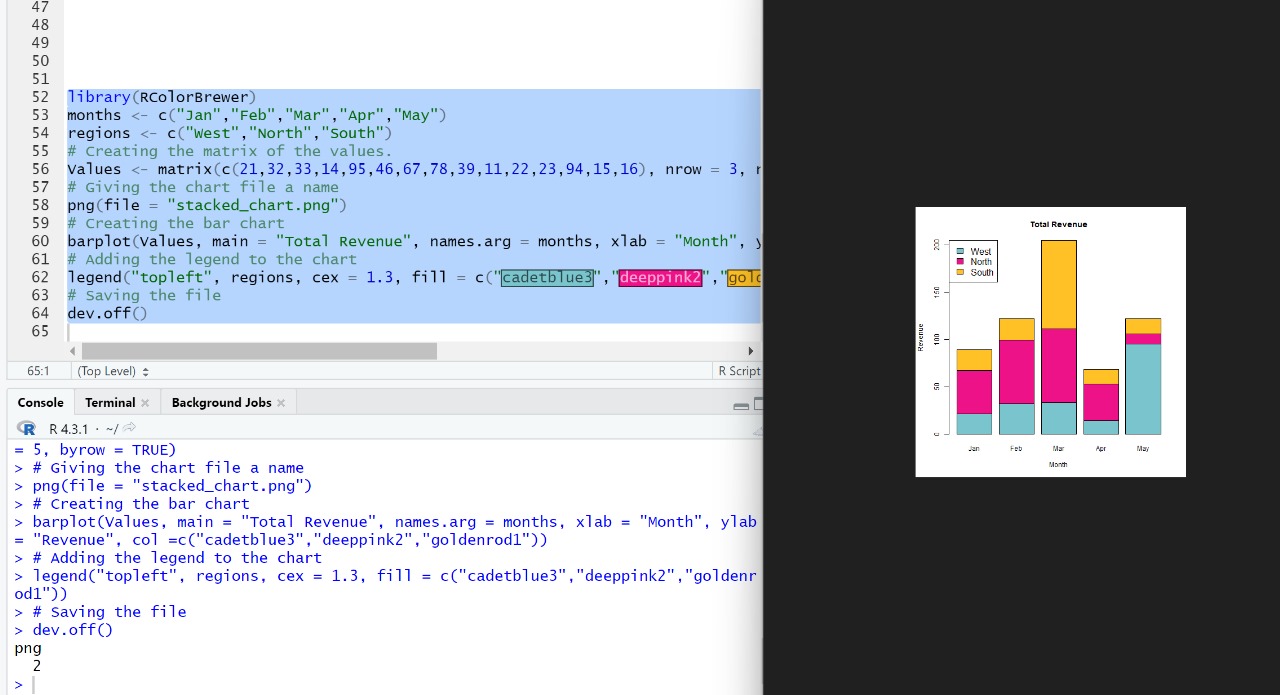 47
48
49
50
51
52 library(RColorBrewer)
53 months <- c("Jan","Feb","Mar","Apr","May")
54 regions <- c("West","North","South")
55 # Creating the matrix of the values.
56 Values <- matrix(c(21,32,33,14,95,46,67,78,39,11,22,23,94,15,16), nrow = 3,
57 # Giving the chart file a name
58 png(file = "stacked_chart.png")
59 # Creating the bar chart
60 barplot(Values, main = "Total Revenue", names.arg = months, xlab = "Month", y
61 # Adding the legend to the chart
62 legend("topleft", regions, cex = 1.3, fill = c("cadetblue3","deeppink2","gold
63 # Saving the file
64 dev.off()
65
65:1 (Top Level) R Script
Console Terminal Background Jobs
R 4.3.1 · ~/
= 5, byrow = TRUE)
> # Giving the chart file a name
> png(file = "stacked_chart.png")
> # Creating the bar chart
> barplot(Values, main = "Total Revenue", names.arg = months, xlab = "Month", ylab
= "Revenue", col =c("cadetblue3","deeppink2","goldenrod1"))
> # Adding the legend to the chart
> legend("topleft", regions, cex = 1.3, fill = c("cadetblue3","deeppink2","goldenr
od1"))
> # Saving the file
> dev.off()
png
2
>
Total Revenue
West
North
South
Revenue
200
150
100
50
0
Jan Feb Mar Apr May
Month